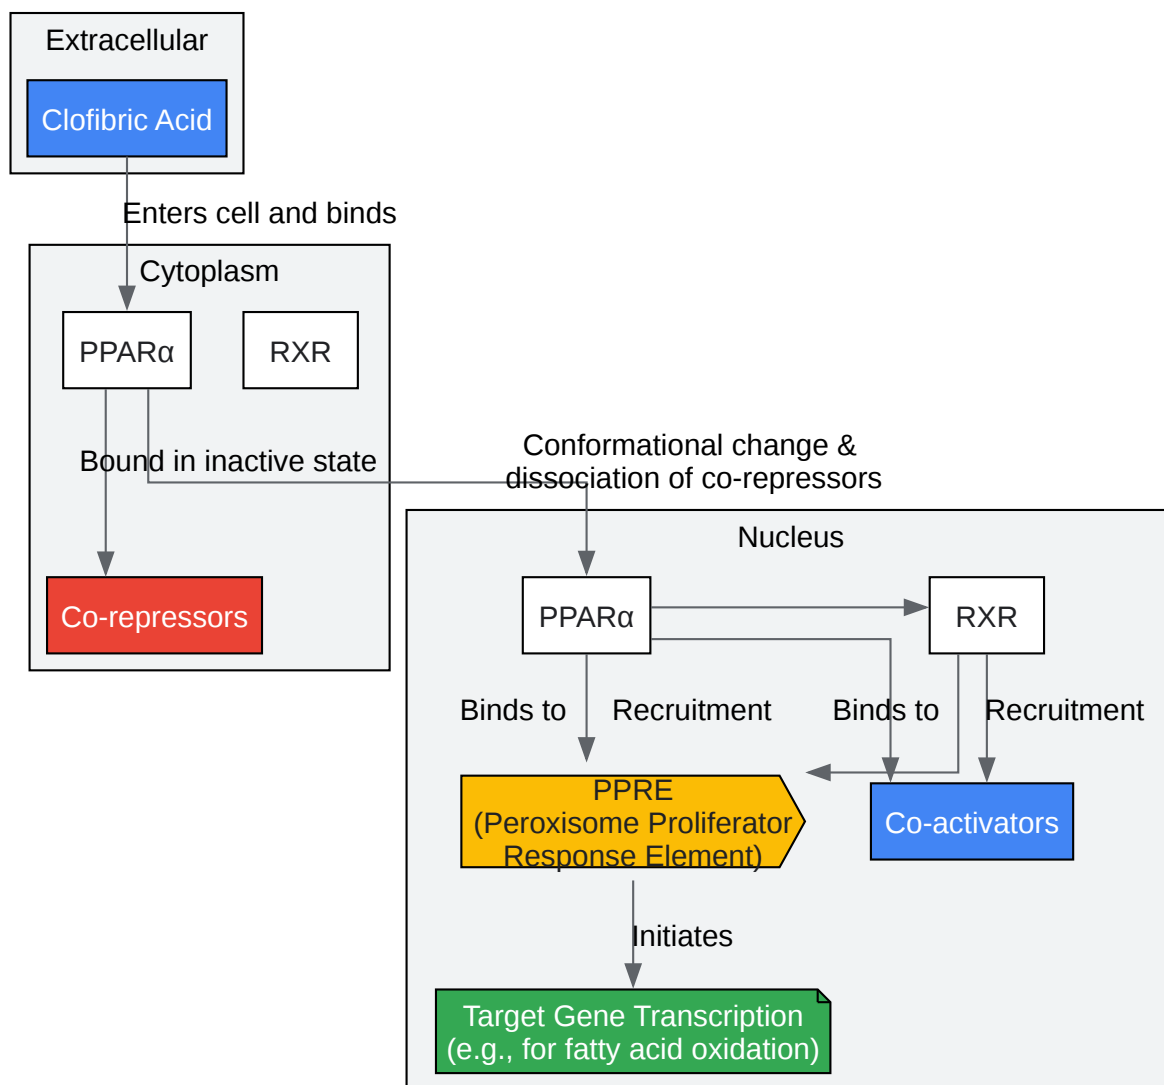 Extracellular
Clofibric Acid
Enters cell and binds
Cytoplasm
PPARα
RXR
Bound in inactive state
Conformational change &
dissociation of co-repressors
Co-repressors
Nucleus
PPARα
RXR
Binds to
Recruitment
Binds to
Recruitment
PPRE
(Peroxisome Proliferator
Response Element)
Co-activators
Initiates
Target Gene Transcription
(e.g., for fatty acid oxidation)